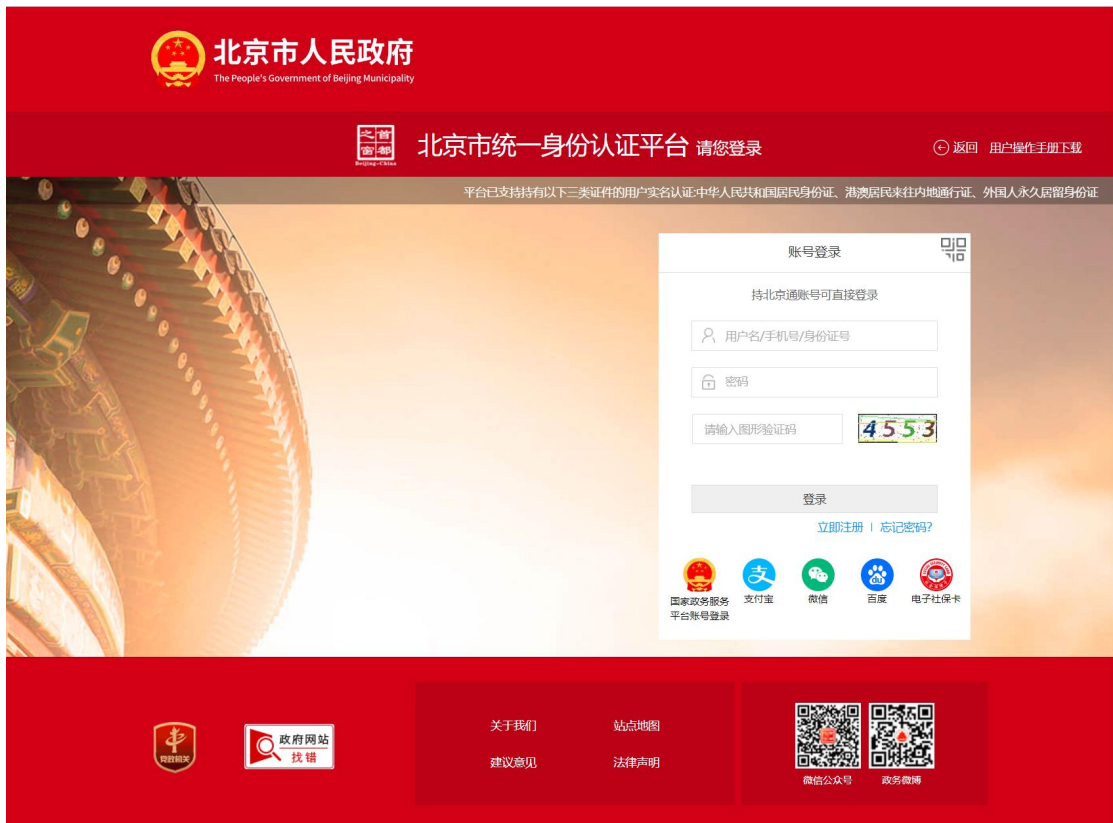 北京市人民政府
The People's Government of Beijing Municipality
首都之窗
Beijing-China
北京市统一身份认证平台 请您登录
返回 用户操作手册下载
平台已支持持有以下三类证件的用户实名认证:中华人民共和国居民身份证、港澳居民来往内地通行证、外国人永久居留身份证
账号登录
持北京通账号可直接登录
用户名/手机号/身份证号
密码
请输入图形验证码 4553
登录
立即注册 | 忘记密码?
支 du
国家政务服务平台账号登录 支付宝 微信 百度 电子社保卡
党政机关
政府网站
找错
关于我们 站点地图
建议意见 法律声明
微信公众号 政务微博